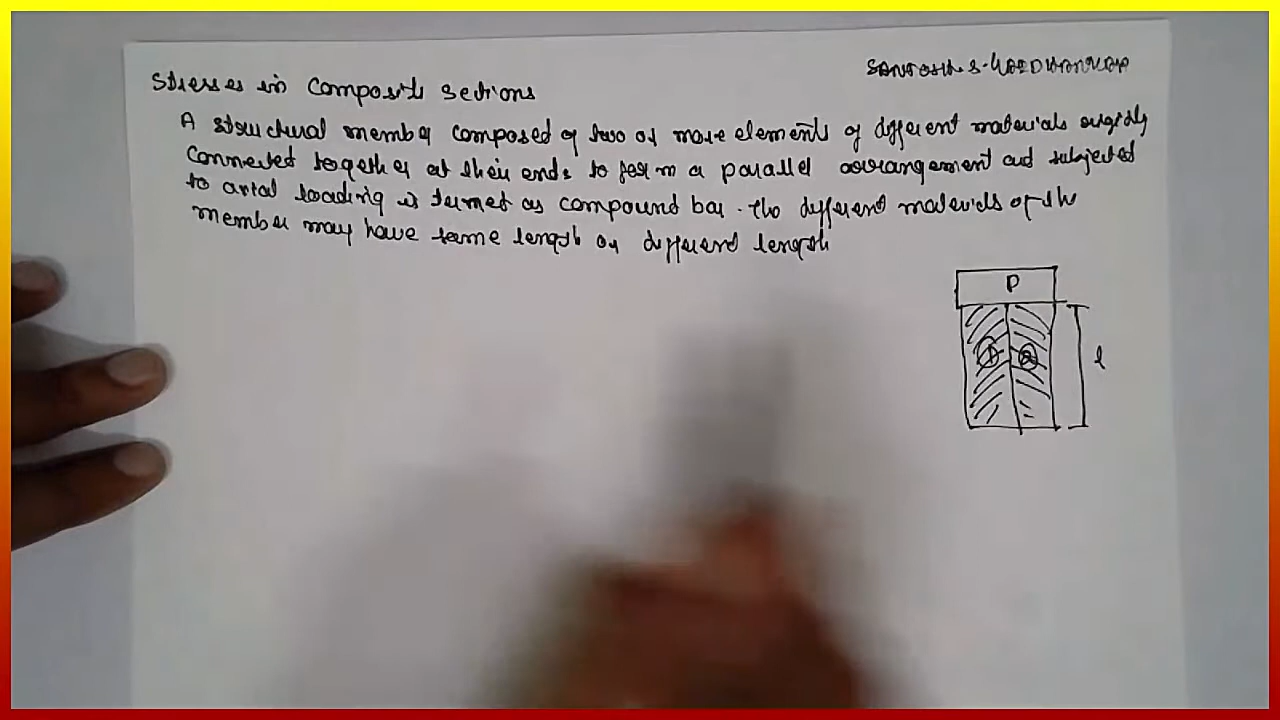 Stresses in Composite Sections
A structural member composed of two or more elements of different materials rigidly
connected together at their ends to form a parallel arrangement and subjected
to axial loading is termed as compound bar. The different materials of the
member may have same length or different length
P
1 2
l